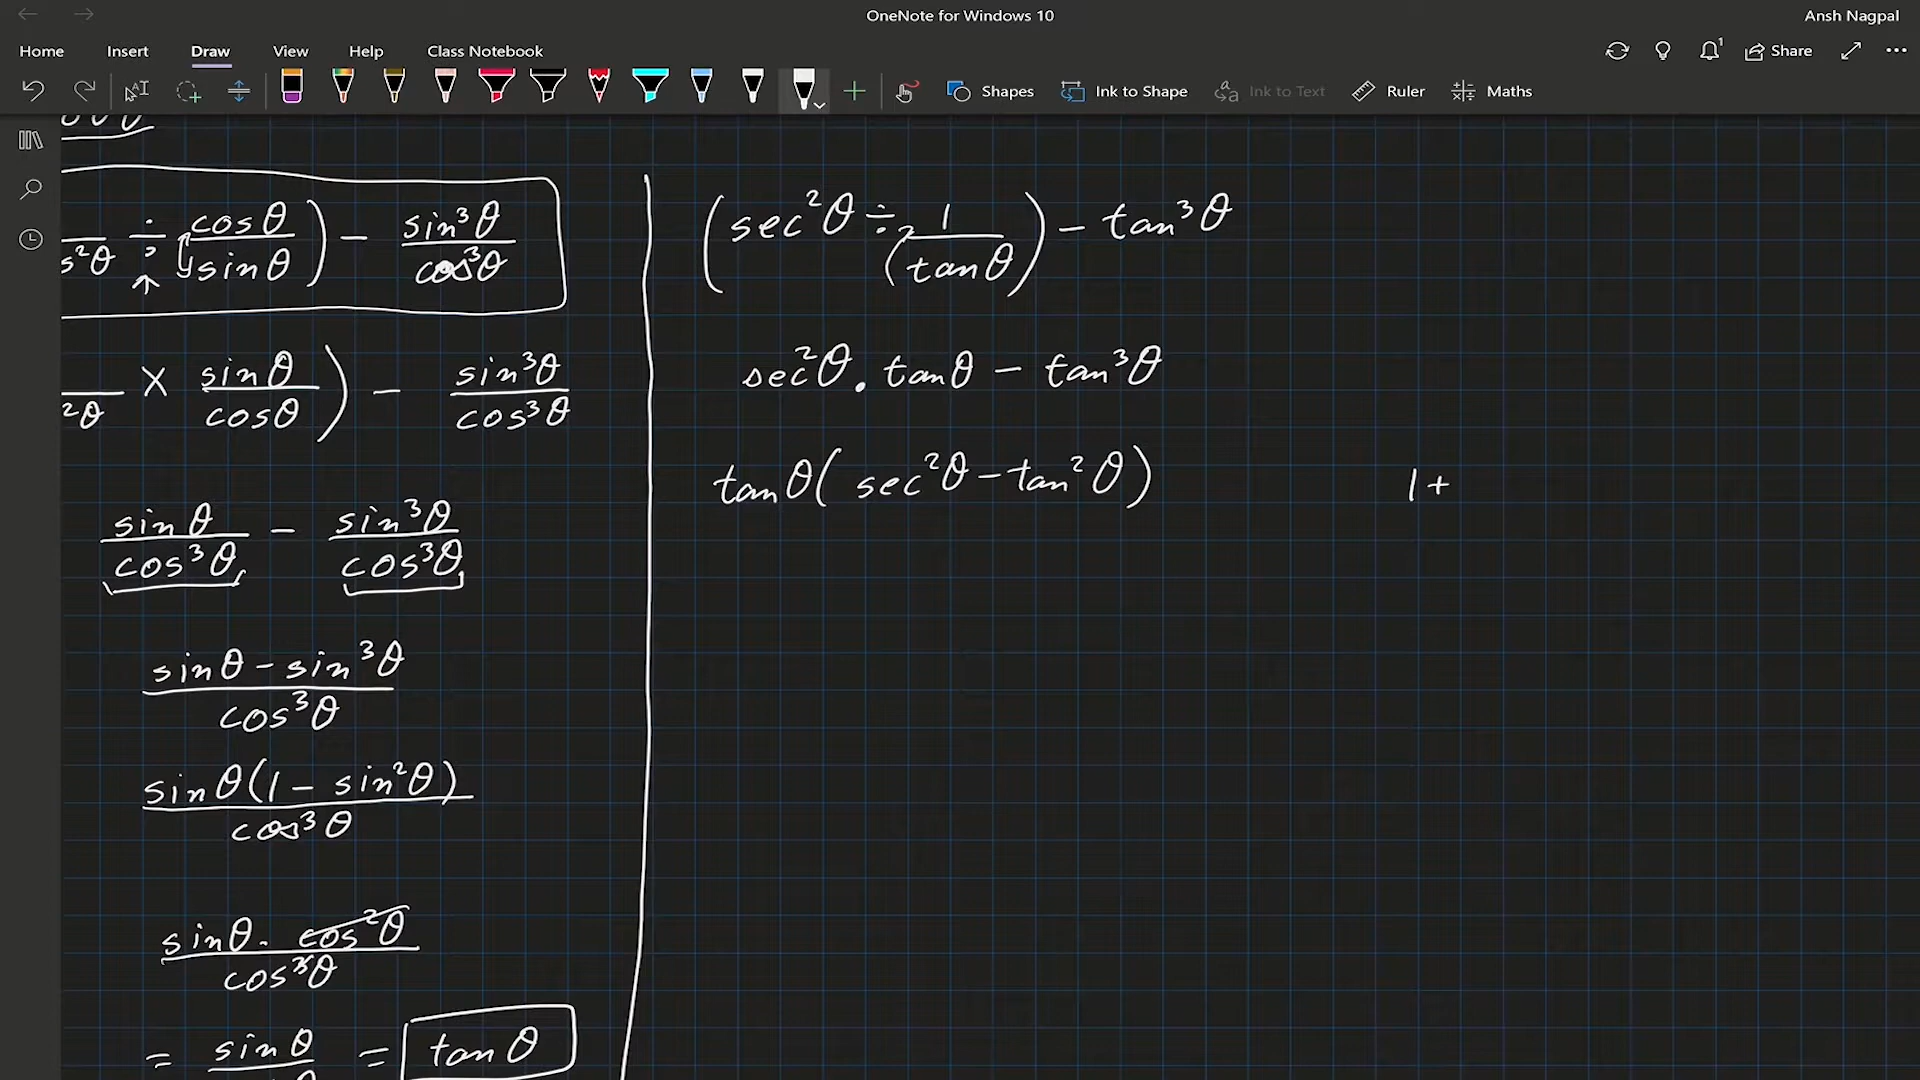 OneNote for Windows 10
Ansh Nagpal
Home Insert Draw View Help Class Notebook
1 Share
Shapes Ink to Shape Ink to Text Ruler Maths
s²θ ÷ cosθ/sinθ) − sin³θ/cos³θ
²θ × sinθ/cosθ) − sin³θ/cos³θ
sinθ/cos³θ − sin³θ/cos³θ
sinθ − sin³θ/cos³θ
sinθ(1 − sin²θ)/cos³θ
sinθ · cos²θ/cos³θ
= sinθ = tanθ
(sec²θ ÷ 1/(tanθ) − tan³θ
sec²θ . tanθ − tan³θ
tanθ(sec²θ − tan²θ)
1 +